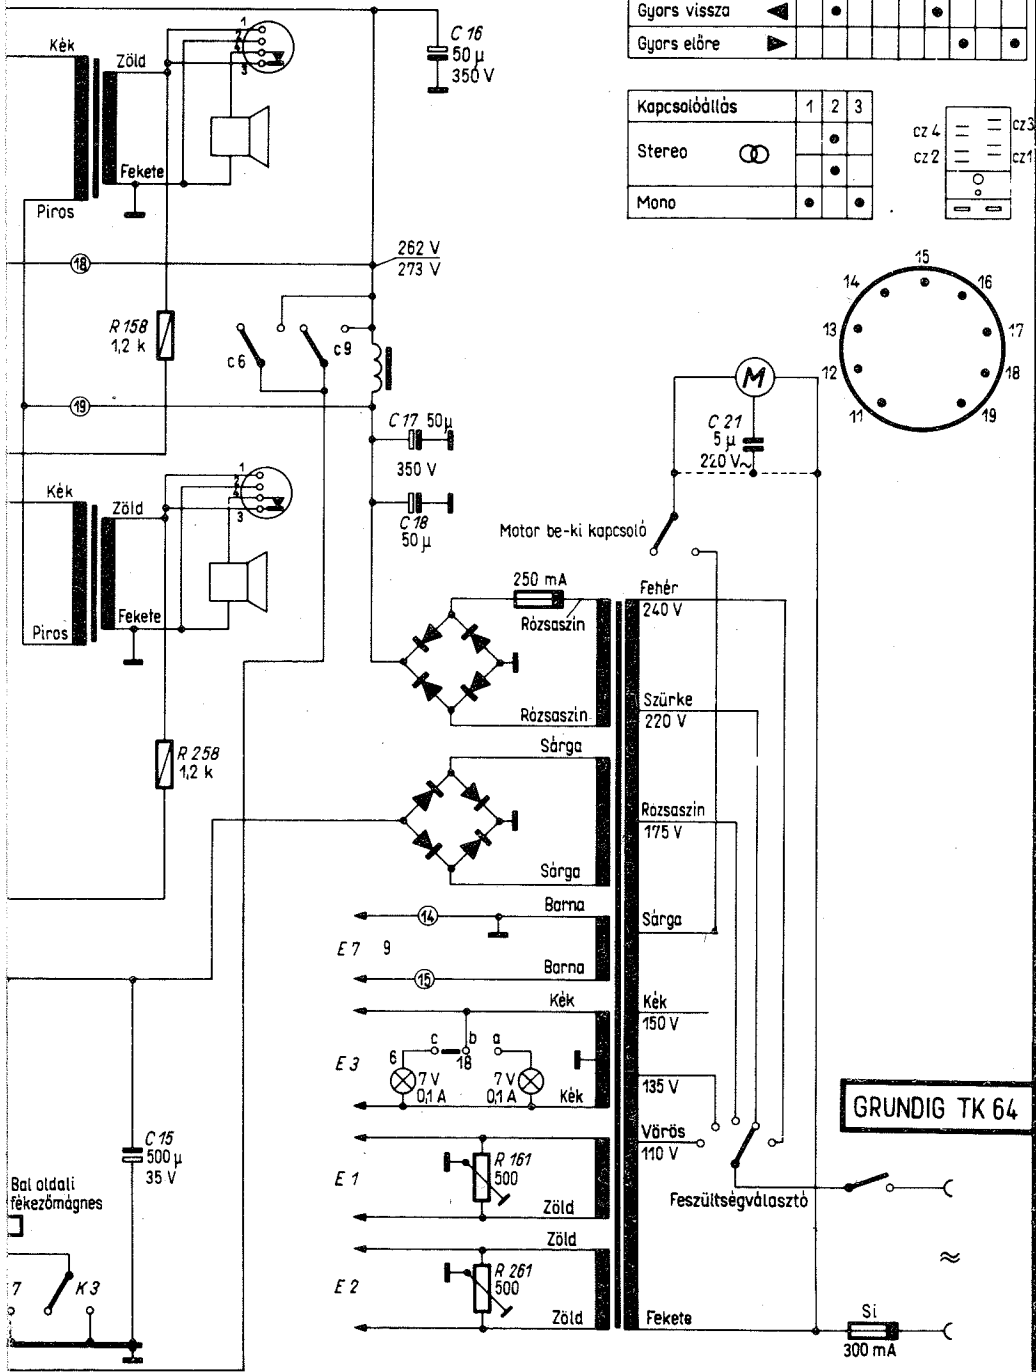 Gyors vissza
Gyors előre
C 16
50 µ
350 V
Kék
Zöld
1
2
4
3
Fekete
Piros
Kapcsolóállás 1 2 3
Stereo
Mono
cz 4
cz 2
cz 3
cz 1
18
262 V
273 V
R 158
1,2 k
c 6
c 9
19
15
14
16
13
17
12
18
11
19
M
C 21
5 µ
220 V~
C 17 50µ
350 V
C 18
50 µ
Kék
Zöld
1
2
4
3
Fekete
Piros
Motor be-ki kapcsoló
250 mA
Rózsaszín
Rózsaszín
Fehér
240 V
Szürke
220 V
R 258
1,2 k
Sárga
Sárga
Rózsaszín
175 V
Sárga
Barna
14
E 7 9
Barna
15
Kék
Kék
150 V
c b a
6
18
E 3
7 V
0,1 A
7 V
0,1 A
Kék
135 V
GRUNDIG TK 64
Vörös
110 V
C 15
500 µ
35 V
E 1
R 161
500
Zöld
Feszültségválasztó
Bal oldali
fékezőmágnes
Zöld
E 2
R 261
500
Zöld
≈
7
K 3
Fekete
Si
300 mA